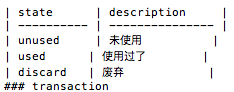 | state | description |
| ---------- | --------------- |
| unused | 未使用 |
| used | 使用过了 |
| discard | 废弃 |
### transaction